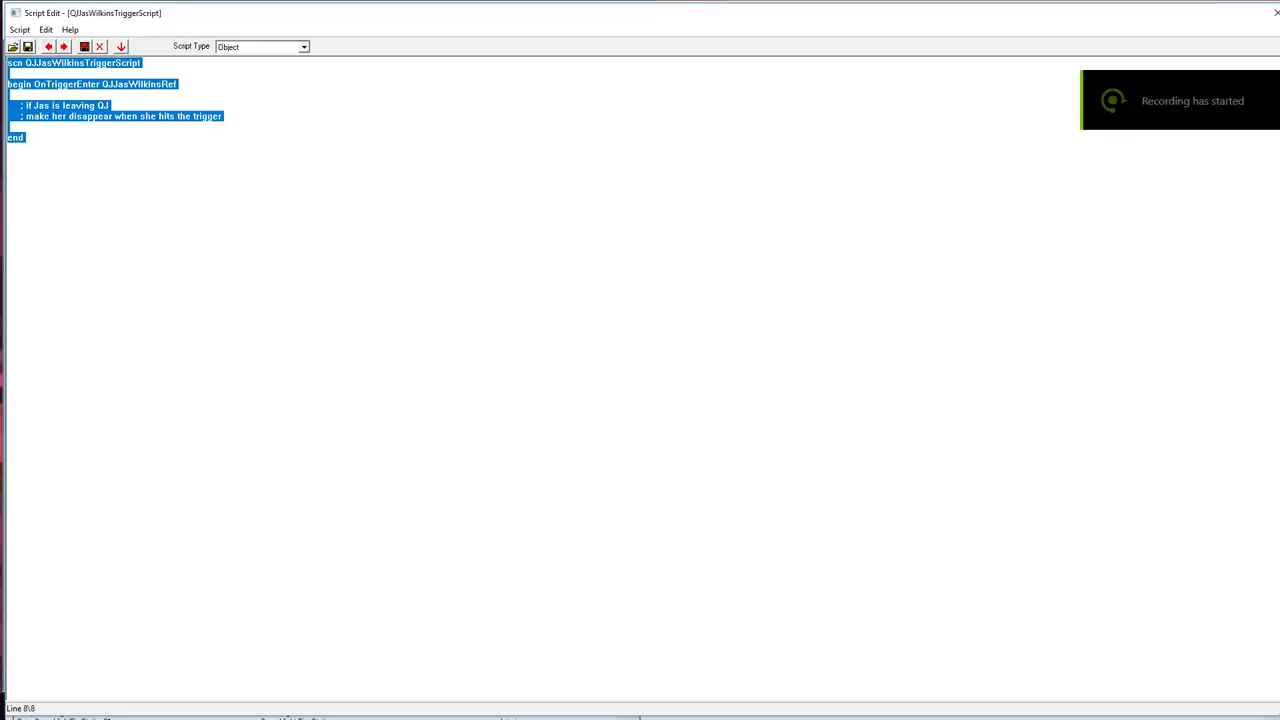 Script Edit - [QJJasWilkinsTriggerScript]
Script Edit Help
Script Type Object
scn QJJasWilkinsTriggerScript
begin OnTriggerEnter QJJasWilkinsRef
; if Jas is leaving QJ
; make her disappear when she hits the trigger
end
Recording has started
Line 8\8